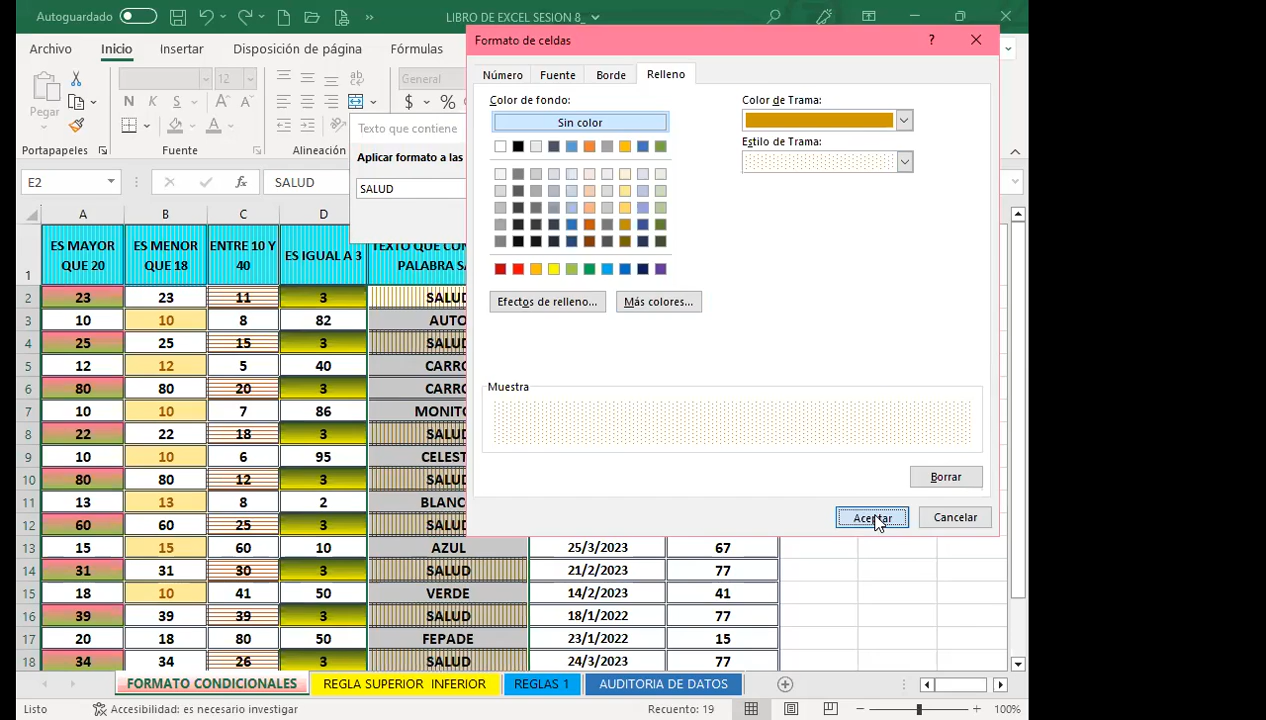 Autoguardado
LIBRO DE EXCEL SESION 8_
Archivo Inicio Insertar Disposición de página Fórmulas
Pegar
N K S
12
General
$ %
Portapapeles Fuente Alineación
E2 SALUD
Texto que contiene
Aplicar formato a las
SALUD
Formato de celdas ?
Número Fuente Borde Relleno
Color de fondo:
Sin color
Efectos de relleno... Más colores...
Color de Trama:
Estilo de Trama:
Muestra
Borrar
Aceptar Cancelar
A B C D
1 ES MAYOR QUE 20 ES MENOR QUE 18 ENTRE 10 Y 40 ES IGUAL A 3 TEXTO QUE
PALABRA
2 23 23 11 3 SALUD
3 10 10 8 82 AUTO
4 25 25 15 3 SALUD
5 12 12 5 40 CARRO
6 80 80 20 3 CARRO
7 10 10 7 86 MONITO
8 22 22 18 3 SALUD
9 10 10 6 95 CELEST
10 80 80 12 3 SALUD
11 13 13 8 2 BLANC
12 60 60 25 3 SALUD
13 15 15 60 10 AZUL 25/3/2023 67
14 31 31 30 3 SALUD 21/2/2023 77
15 18 10 41 50 VERDE 14/2/2023 41
16 39 39 39 3 SALUD 18/1/2022 77
17 20 18 80 50 FEPADE 23/1/2022 15
18 34 34 26 3 SALUD 24/3/2023 77
FORMATO CONDICIONALES REGLA SUPERIOR INFERIOR REGLAS 1 AUDITORIA DE DATOS
Listo Accesibilidad: es necesario investigar Recuento: 19 100%